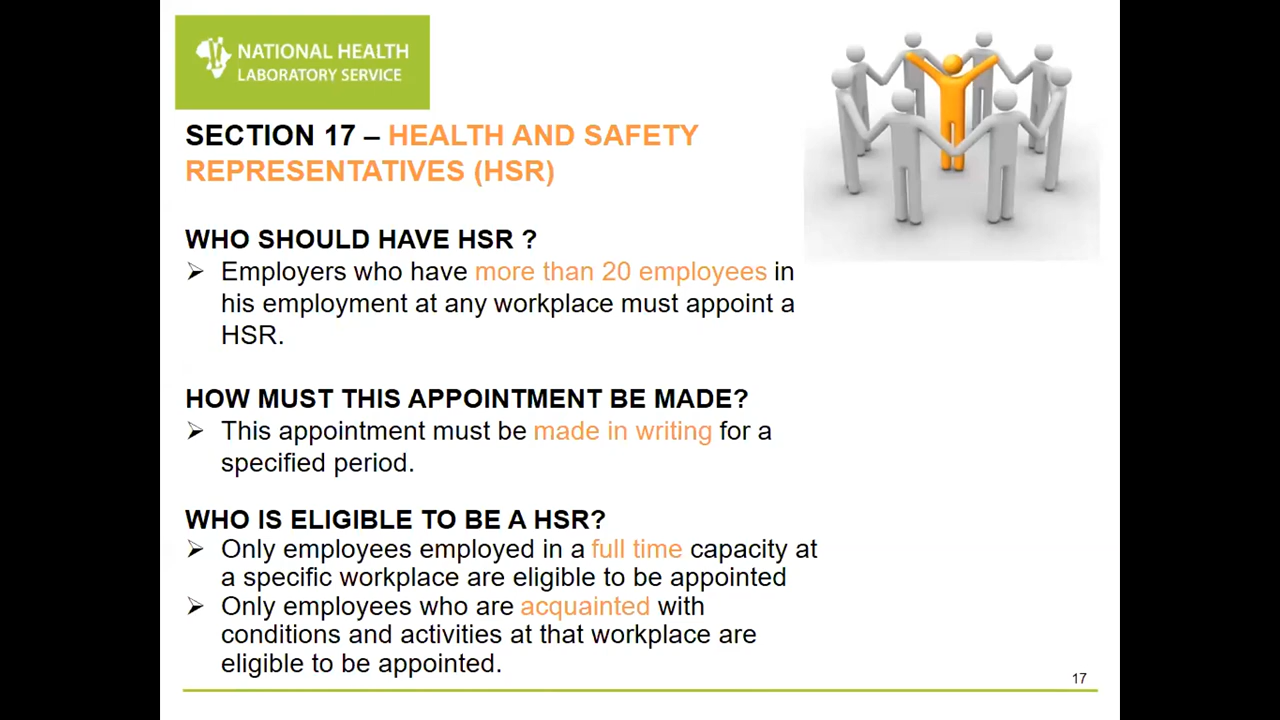 NATIONAL HEALTH
LABORATORY SERVICE
SECTION 17 – HEALTH AND SAFETY
REPRESENTATIVES (HSR)
WHO SHOULD HAVE HSR ?
➢ Employers who have more than 20 employees in
his employment at any workplace must appoint a
HSR.
HOW MUST THIS APPOINTMENT BE MADE?
➢ This appointment must be made in writing for a
specified period.
WHO IS ELIGIBLE TO BE A HSR?
➢ Only employees employed in a full time capacity at
a specific workplace are eligible to be appointed
➢ Only employees who are acquainted with
conditions and activities at that workplace are
eligible to be appointed.
17